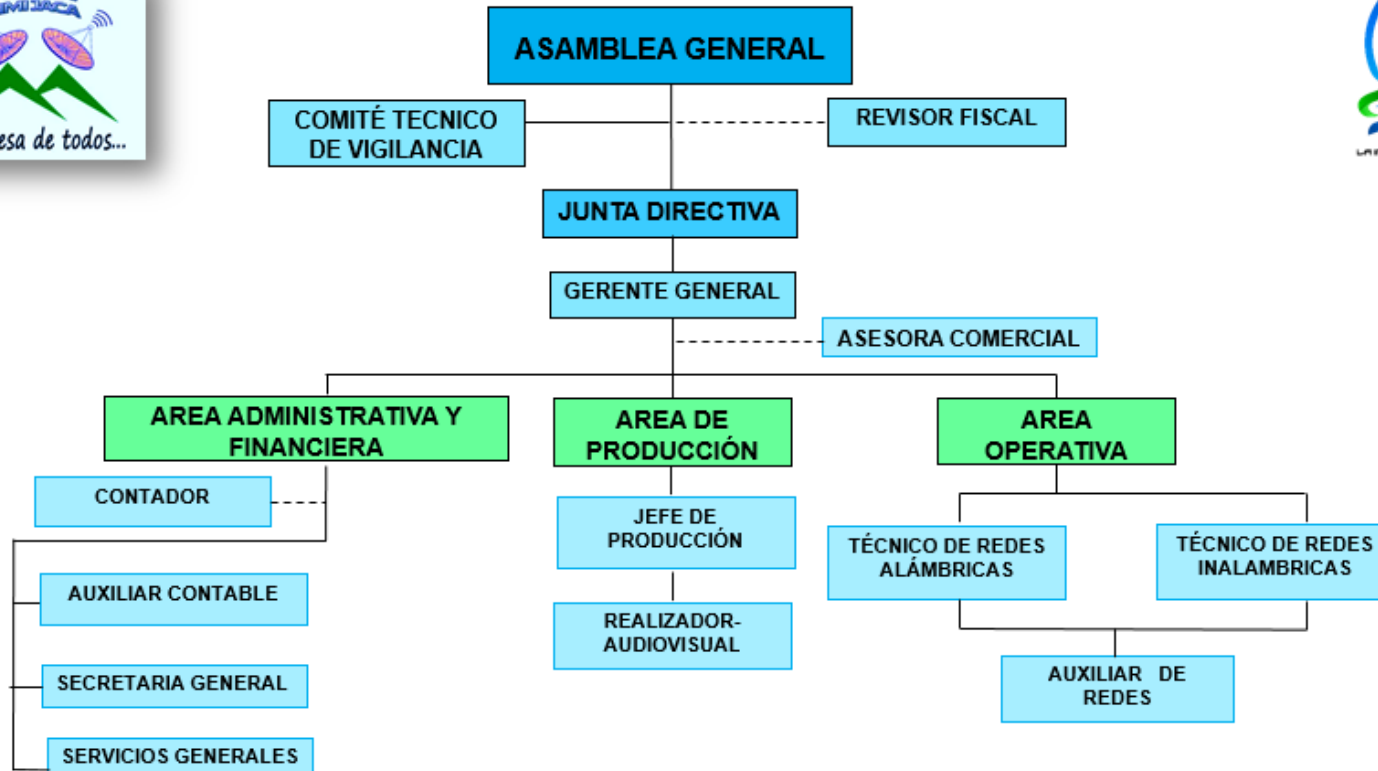 ASAMBLEA GENERAL
COMITÉ TECNICO
DE VIGILANCIA
REVISOR FISCAL
JUNTA DIRECTIVA
GERENTE GENERAL
ASESORA COMERCIAL
AREA ADMINISTRATIVA Y
FINANCIERA
AREA DE
PRODUCCIÓN
AREA
OPERATIVA
CONTADOR
AUXILIAR CONTABLE
SECRETARIA GENERAL
SERVICIOS GENERALES
JEFE DE
PRODUCCIÓN
REALIZADOR-
AUDIOVISUAL
TÉCNICO DE REDES
ALÁMBRICAS
TÉCNICO DE REDES
INALAMBRICAS
AUXILIAR DE
REDES
de todos...